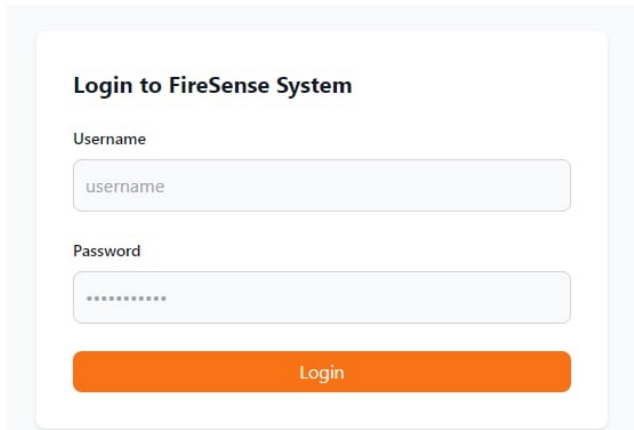 Login to FireSense System
Username
username
Password
•••••••••••
Login